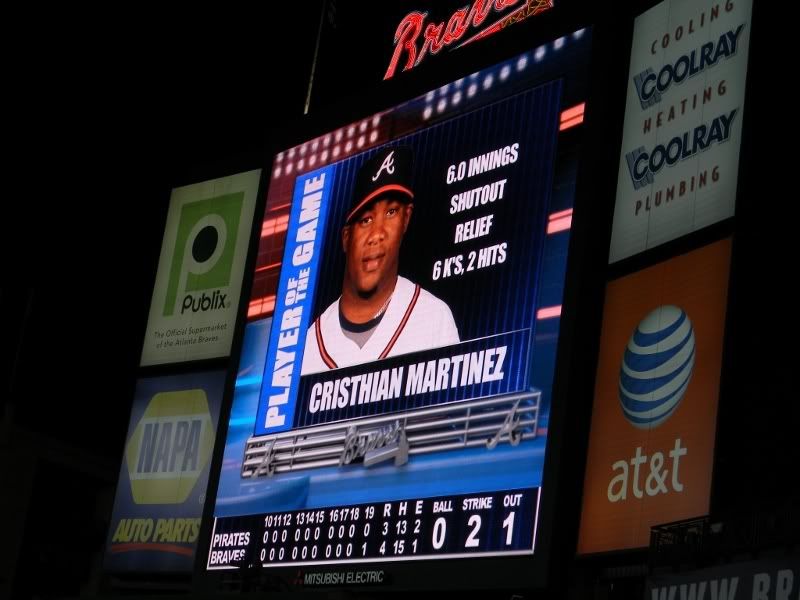 Braves
COOLING
COOLRAY
HEATING
COOLRAY
PLUMBING
Publix
The Official Supermarket
of the Atlanta Braves
PLAYER OF THE GAME
A
6.0 INNINGS
SHUTOUT
RELIEF
6 K'S, 2 HITS
CRISTHIAN MARTINEZ
A Braves A
NAPA
AUTO PARTS
at&t
10 11 12 13 14 15 16 17 18 19 R H E BALL STRIKE OUT
PIRATES 0 0 0 0 0 0 0 0 0 0 3 13 2 0 2 1
BRAVES 0 0 0 0 0 0 0 0 0 1 4 15 1
MITSUBISHI ELECTRIC